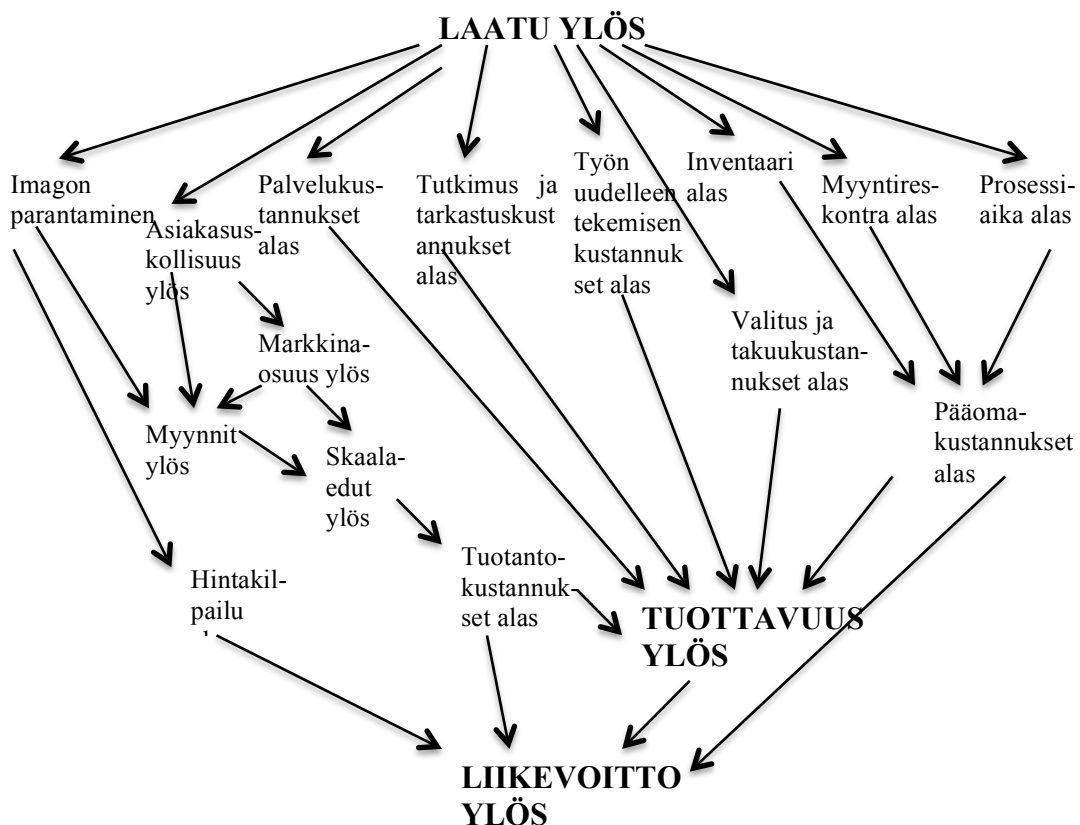 LAATU YLÖS
Imagon
parantaminen
Asiakasus-
kollisuus
ylös
Palvelukus-
tannukset
alas
Tutkimus ja
tarkastuskust
annukset
alas
Työn
uudelleen
tekemisen
kustannuk
set alas
Inventaari
alas
Myyntires-
kontra alas
Prosessi-
aika alas
Markkina-
osuus ylös
Valitus ja
takuukustan-
nukset alas
Myynnit
ylös
Skaala-
edut
ylös
Pääoma-
kustannukset
alas
Hintakil-
pailu
Tuotanto-
kustannuk-
set alas
TUOTTAVUUS
YLÖS
LIIKEVOITTO
YLÖS